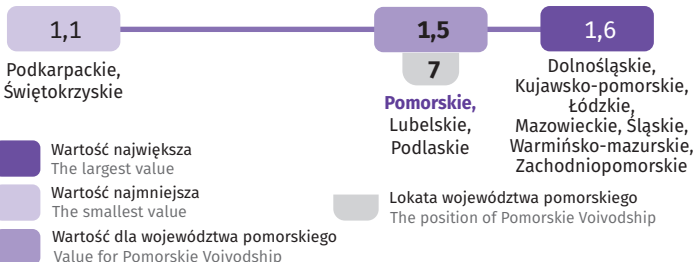 1,1
1,5
1,6
7
Podkarpackie,
Świętokrzyskie
Pomorskie,
Lubelskie,
Podlaskie
Dolnośląskie,
Kujawsko-pomorskie,
Łódzkie,
Mazowieckie, Śląskie,
Warmińsko-mazurskie,
Zachodniopomorskie
Wartość największa
The largest value
Wartość najmniejsza
The smallest value
Wartość dla województwa pomorskiego
Value for Pomorskie Voivodship
Lokata województwa pomorskiego
The position of Pomorskie Voivodship